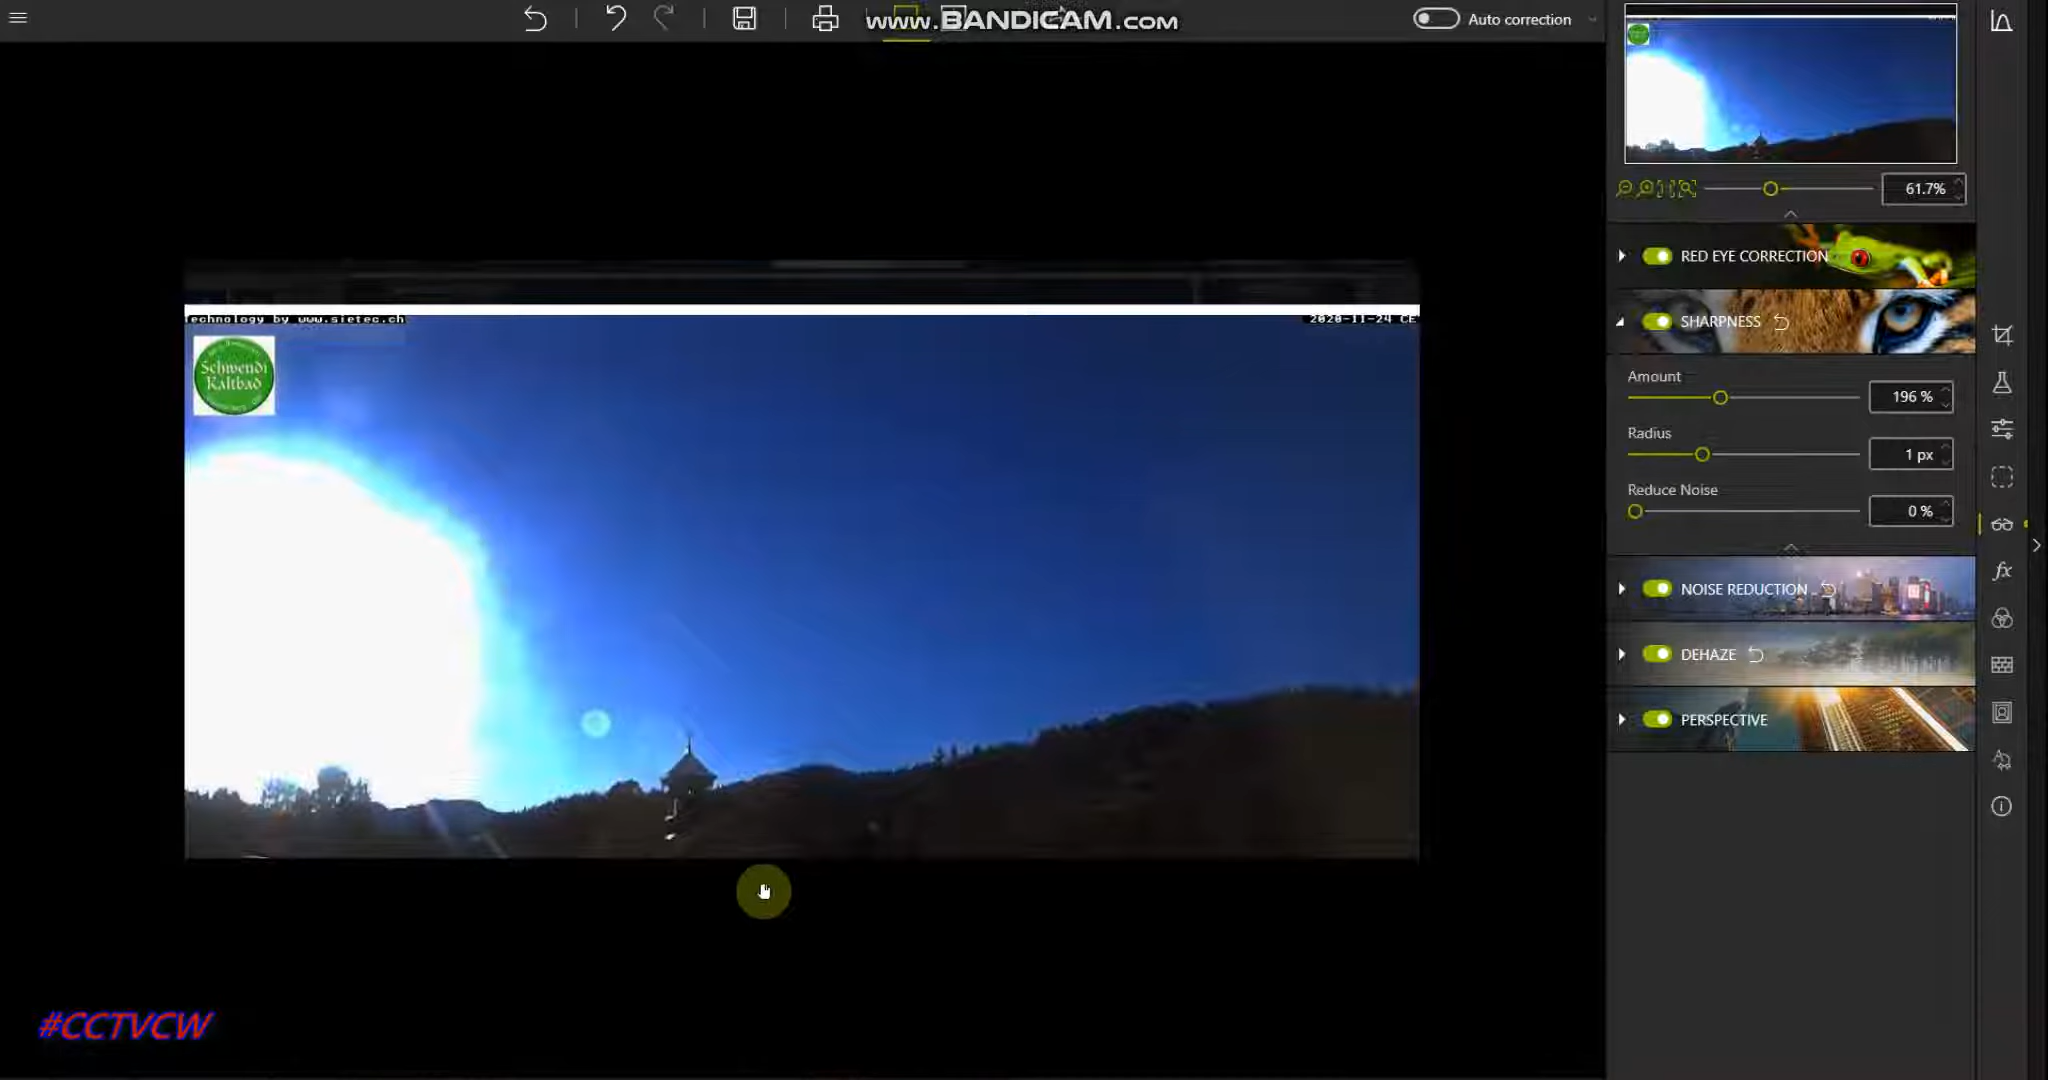 www.BANDICAM.com
Auto correction
61.7%
RED EYE CORRECTION
SHARPNESS
Amount
196 %
Radius
1 px
Reduce Noise
0 %
NOISE REDUCTION
DEHAZE
PERSPECTIVE
Technology by www.sietec.ch
2020-11-24 CE
Schwendi
Kaltbad
#CCTVCW